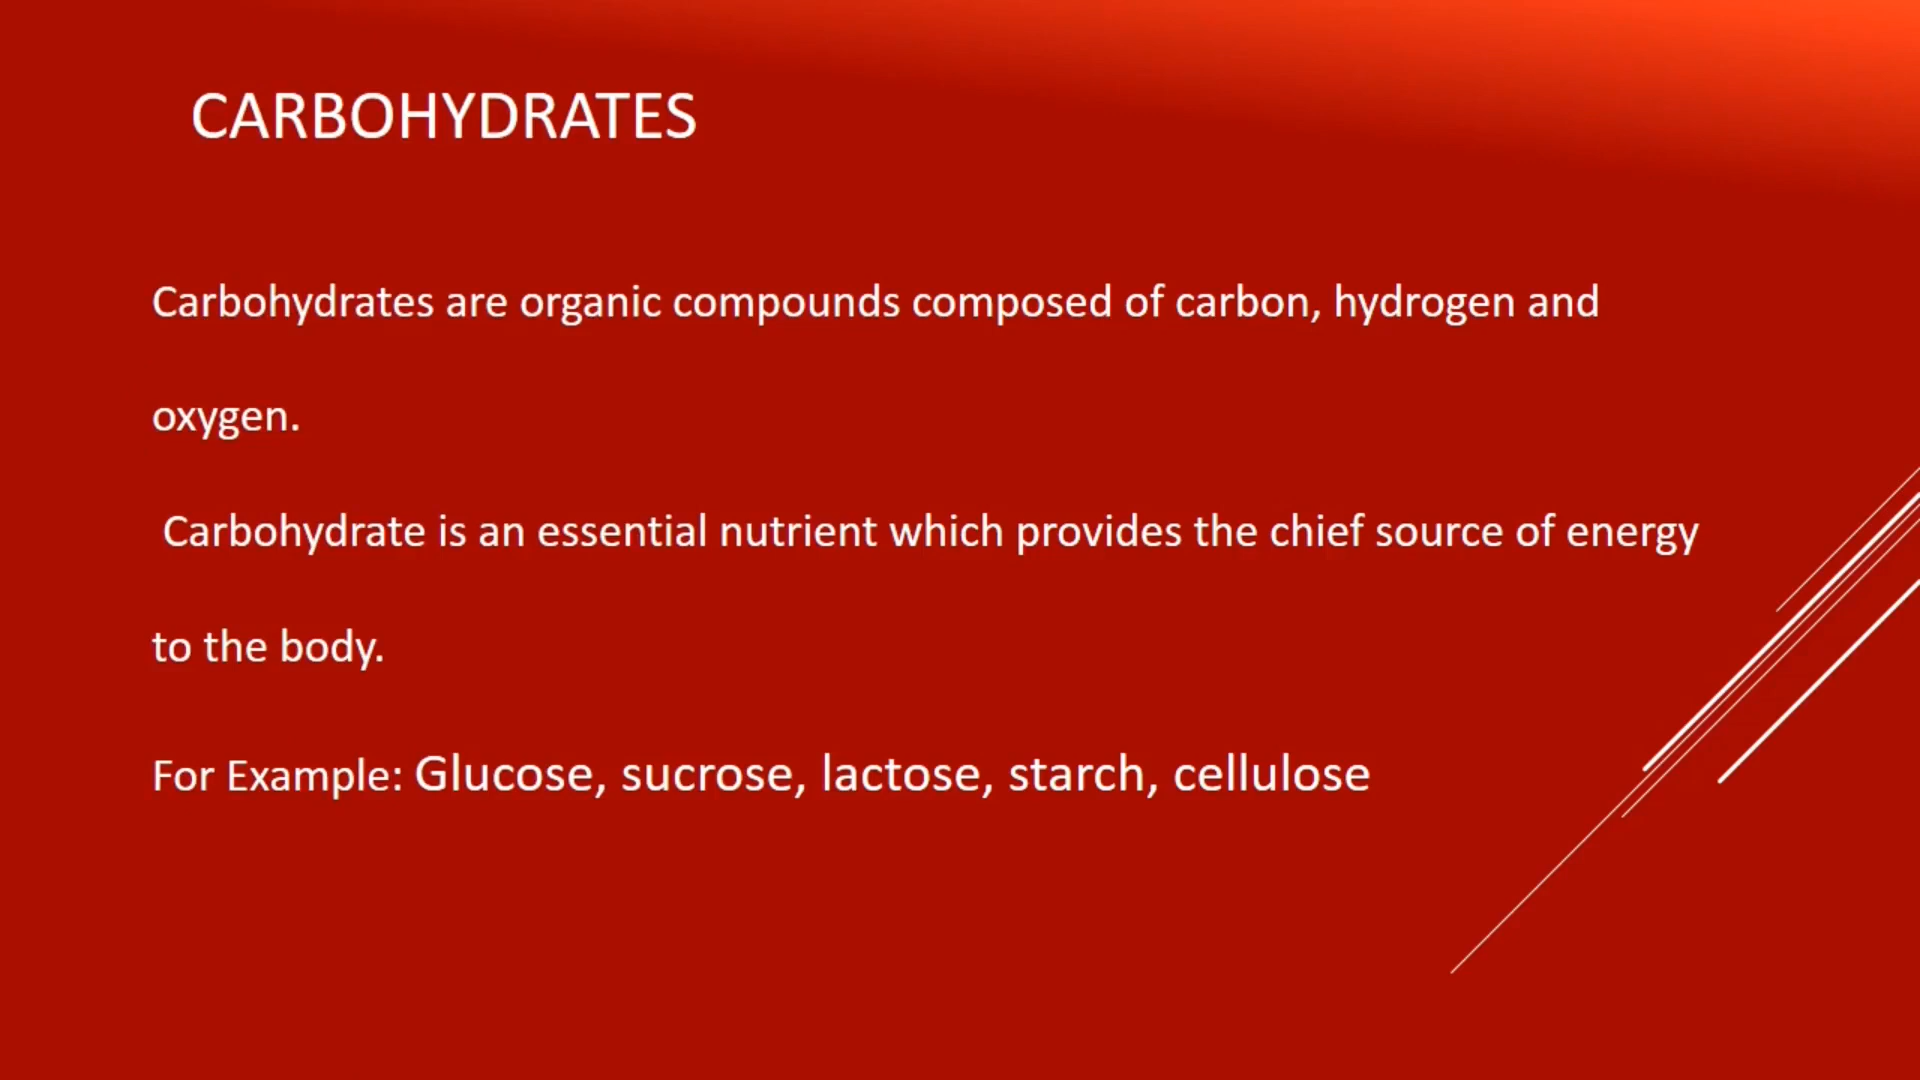 CARBOHYDRATES
Carbohydrates are organic compounds composed of carbon, hydrogen and
oxygen.
Carbohydrate is an essential nutrient which provides the chief source of energy
to the body.
For Example: Glucose, sucrose, lactose, starch, cellulose